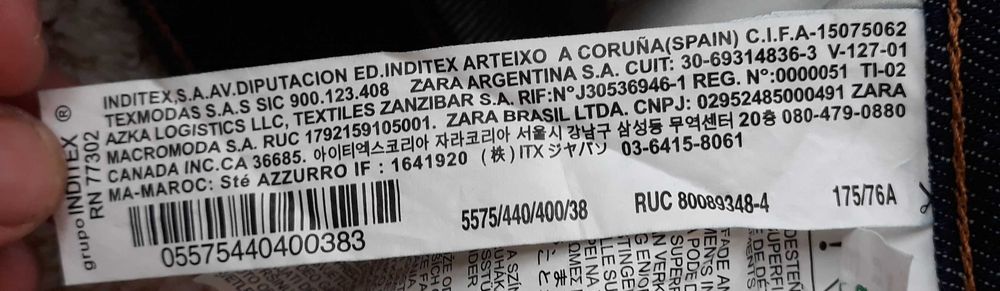 grupo INDITEX ®
RN 77302
INDITEX,S.A.AV.DIPUTACION ED.INDITEX ARTEIXO A CORUÑA(SPAIN) C.I.F.A-15075062
TEXMODAS S.A.S SIC 900.123.408 ZARA ARGENTINA S.A. CUIT: 30-69314836-3 V-127-01
AZKA LOGISTICS LLC, TEXTILES ZANZIBAR S.A. RIF:NºJ30536946-1 REG. Nº:0000051 TI-02
MACROMODA S.A. RUC 1792159105001. ZARA BRASIL LTDA. CNPJ: 02952485000491 ZARA
CANADA INC.CA 36685. 아이티엑스코리아 자라코리아 서울시 강남구 삼성동 무역센터 20층 080-479-0880
MA-MAROC: Sté AZZURRO IF : 1641920 (株) ITX ジャパン 03-6415-8061
5575/440/400/38 RUC 80089348-4 175/76A
05575440400383